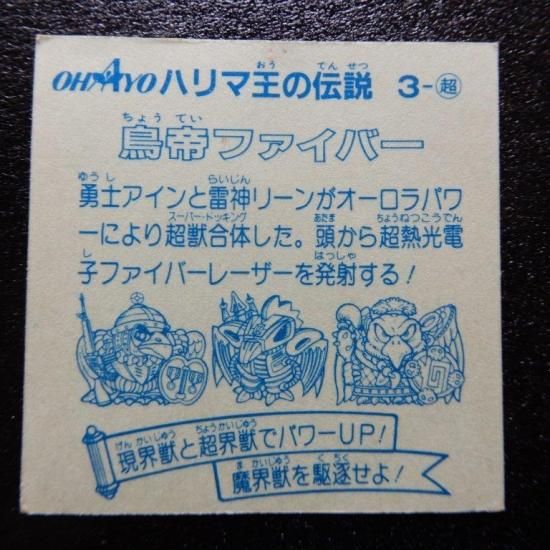 OHAYO ハリマ王の伝説 3-超
おう でん せつ
ちょう てい
鳥帝ファイバー
ゆうし らいじん
勇士アインと雷神リーンがオーロラパワ
スーパー・ドッキング あたま ちょうねつこうでん
ーにより超獣合体した。頭から超熱光電
し はっしゃ
子ファイバーレーザーを発射する!
げん かいじゅう ちょうかいじゅう
現界獣と超界獣でパワーUP!
ま かいじゅう く ちく
魔界獣を駆逐せよ!